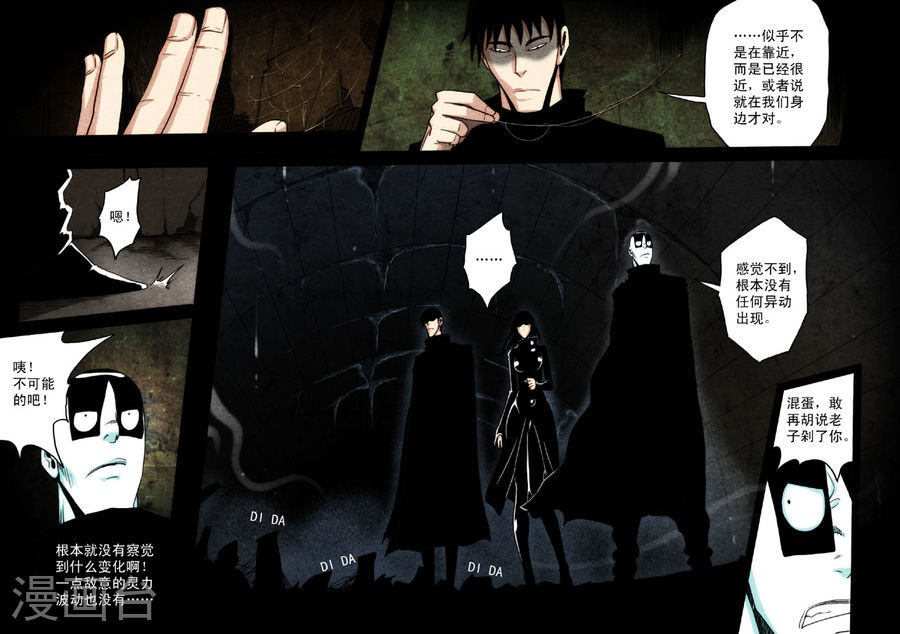 ……似乎不
是在靠近，
而是已经很
近，或者说
就在我们身
边才对。
嗯！
……
感觉不到，
根本没有
任何异动
出现。
咦！
不可能
的吧！
混蛋，敢
再胡说老
子剁了你。
根本就没有察觉
到什么变化啊！
一点敌意的灵力
波动也没有……
DI DA
DI DA
DI DA
漫画台